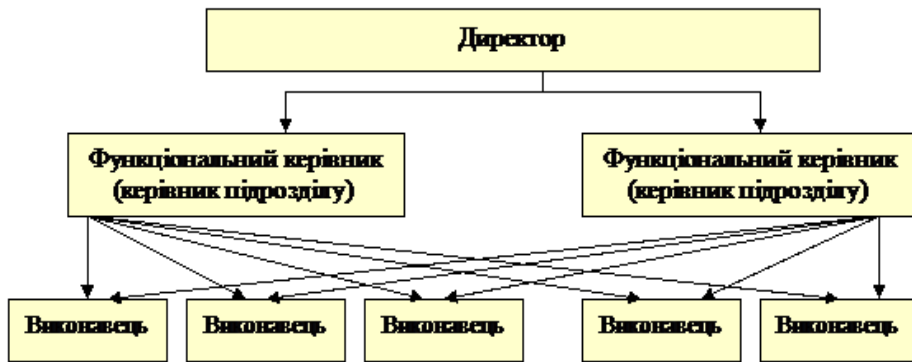 Директор
Функціональний керівник
(керівник підрозділу)
Функціональний керівник
(керівник підрозділу)
Виконавець
Виконавець
Виконавець
Виконавець
Виконавець